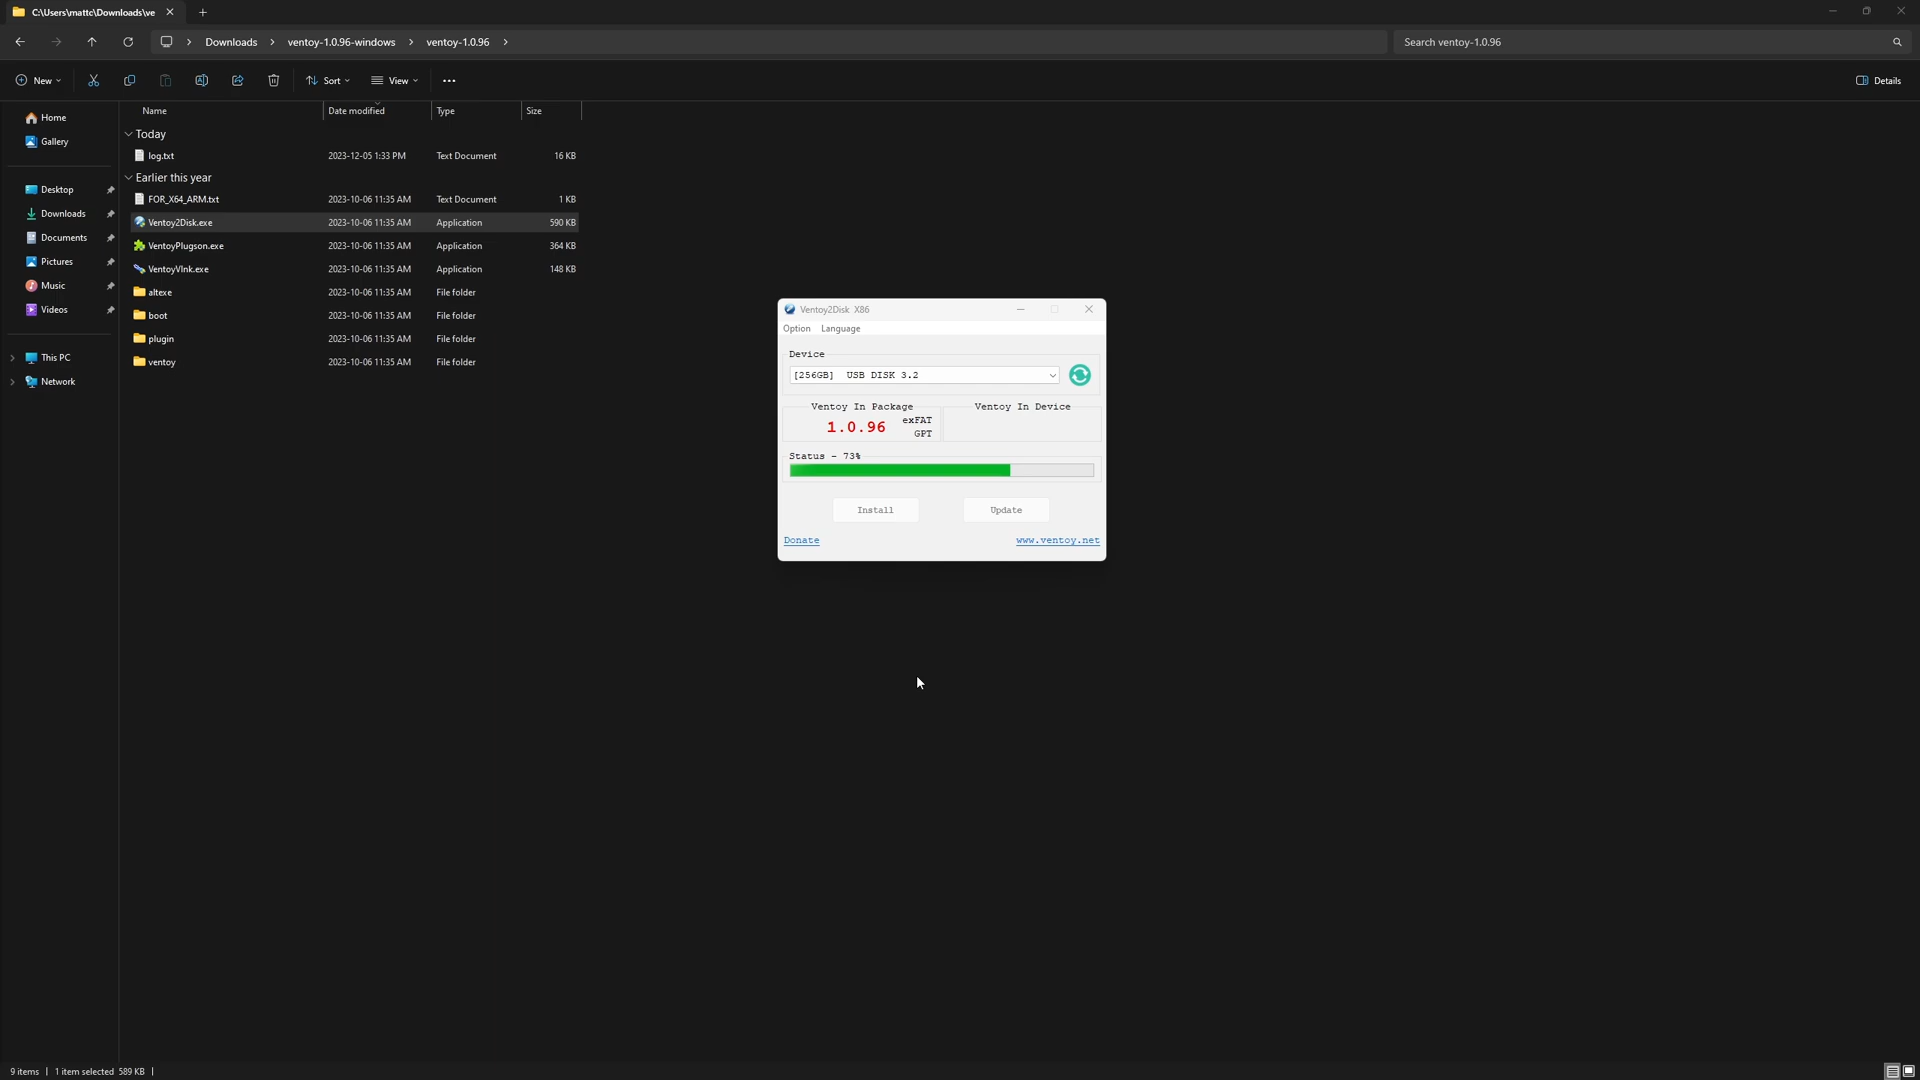 C:\Users\mattc\Downloads\ve
Downloads > ventoy-1.0.96-windows > ventoy-1.0.96 >
Search ventoy-1.0.96
New
Sort
View
Details
Name Date modified Type Size
Home
Gallery
Desktop
Downloads
Documents
Pictures
Music
Videos
This PC
Network
Today
log.txt 2023-12-05 1:33 PM Text Document 16 KB
Earlier this year
FOR_X64_ARM.txt 2023-10-06 11:35 AM Text Document 1 KB
Ventoy2Disk.exe 2023-10-06 11:35 AM Application 590 KB
VentoyPlugson.exe 2023-10-06 11:35 AM Application 364 KB
VentoyVlnk.exe 2023-10-06 11:35 AM Application 148 KB
altexe 2023-10-06 11:35 AM File folder
boot 2023-10-06 11:35 AM File folder
plugin 2023-10-06 11:35 AM File folder
ventoy 2023-10-06 11:35 AM File folder
Ventoy2Disk X86
Option Language
Device
[256GB] USB DISK 3.2
Ventoy In Package
1.0.96
exFAT
GPT
Ventoy In Device
Status - 73%
Install
Update
Donate
www.ventoy.net
9 items | 1 item selected 589 KB |